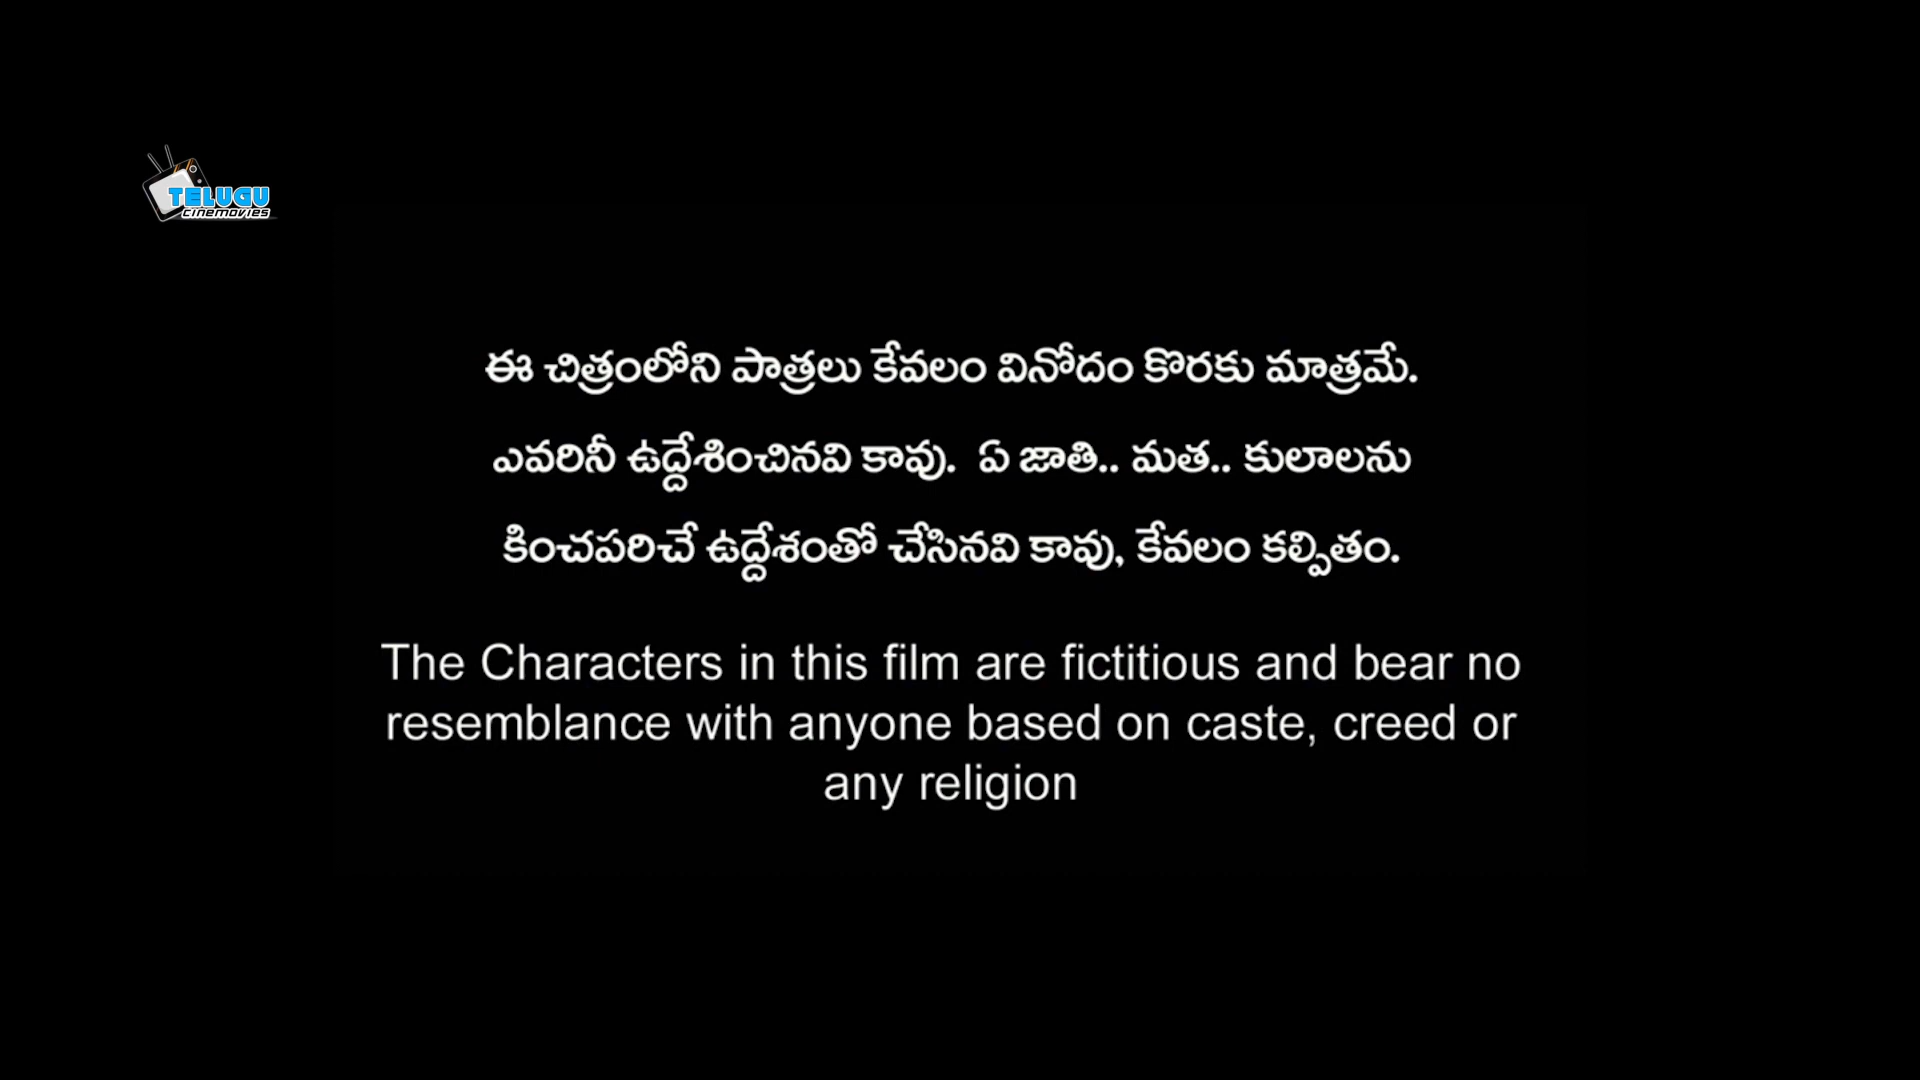 TELUGU
cinemovies
ఈ చిత్రంలోని పాత్రలు కేవలం వినోదం కొరకు మాత్రమే.
ఎవరినీ ఉద్దేశించినవి కావు. ఏ జాతి.. మత.. కులాలను
కించపరిచే ఉద్దేశంతో చేసినవి కావు, కేవలం కల్పితం.
The Characters in this film are fictitious and bear no
resemblance with anyone based on caste, creed or
any religion